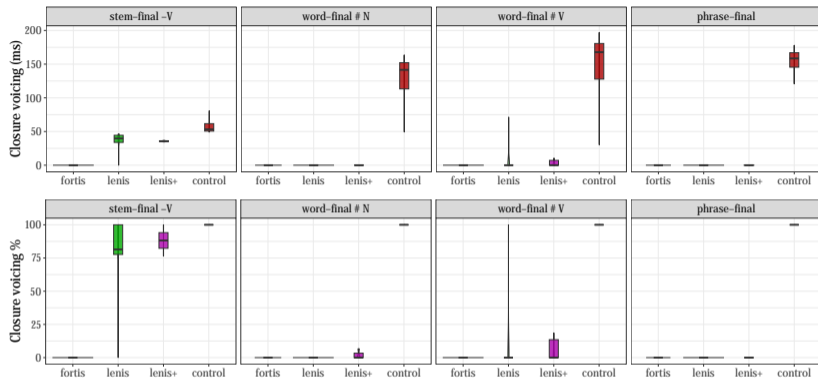 stem-final –V
word-final # N
word-final # V
phrase-final
Closure voicing (ms)
200
150
100
50
0
fortis lenis lenis+ control
fortis lenis lenis+ control
fortis lenis lenis+ control
fortis lenis lenis+ control
stem-final –V
word-final # N
word-final # V
phrase-final
Closure voicing %
100
75
50
25
0
fortis lenis lenis+ control
fortis lenis lenis+ control
fortis lenis lenis+ control
fortis lenis lenis+ control